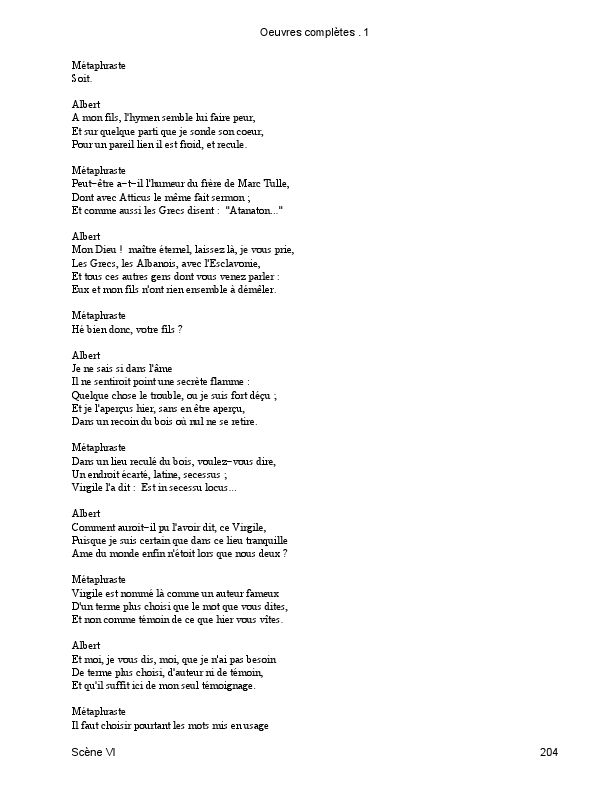 Oeuvres complètes . 1
Métaphraste
Soit.
Albert
A mon fils, l'hymen semble lui faire peur,
Et sur quelque parti que je sonde son coeur,
Pour un pareil lien il est froid, et recule.
Métaphraste
Peut-être a-t-il l'humeur du frère de Marc Tulle,
Dont avec Atticus le même fait sermon ;
Et comme aussi les Grecs disent : "Atanaton..."
Albert
Mon Dieu ! maître éternel, laissez là, je vous prie,
Les Grecs, les Albanois, avec l'Esclavonie,
Et tous ces autres gens dont vous venez parler :
Eux et mon fils n'ont rien ensemble à démêler.
Métaphraste
Hé bien donc, votre fils ?
Albert
Je ne sais si dans l'âme
Il ne sentiroit point une secrète flamme :
Quelque chose le trouble, ou je suis fort déçu ;
Et je l'aperçus hier, sans en être aperçu,
Dans un recoin du bois où nul ne se retire.
Métaphraste
Dans un lieu reculé du bois, voulez-vous dire,
Un endroit écarté, latine, secessus ;
Virgile l'a dit : Est in secessu locus...
Albert
Comment auroit-il pu l'avoir dit, ce Virgile,
Puisque je suis certain que dans ce lieu tranquille
Ame du monde enfin n'étoit lors que nous deux ?
Métaphraste
Virgile est nommé là comme un auteur fameux
D'un terme plus choisi que le mot que vous dites,
Et non comme témoin de ce que hier vous vîtes.
Albert
Et moi, je vous dis, moi, que je n'ai pas besoin
De terme plus choisi, d'auteur ni de témoin,
Et qu'il suffit ici de mon seul témoignage.
Métaphraste
Il faut choisir pourtant les mots mis en usage
Scène VI
204